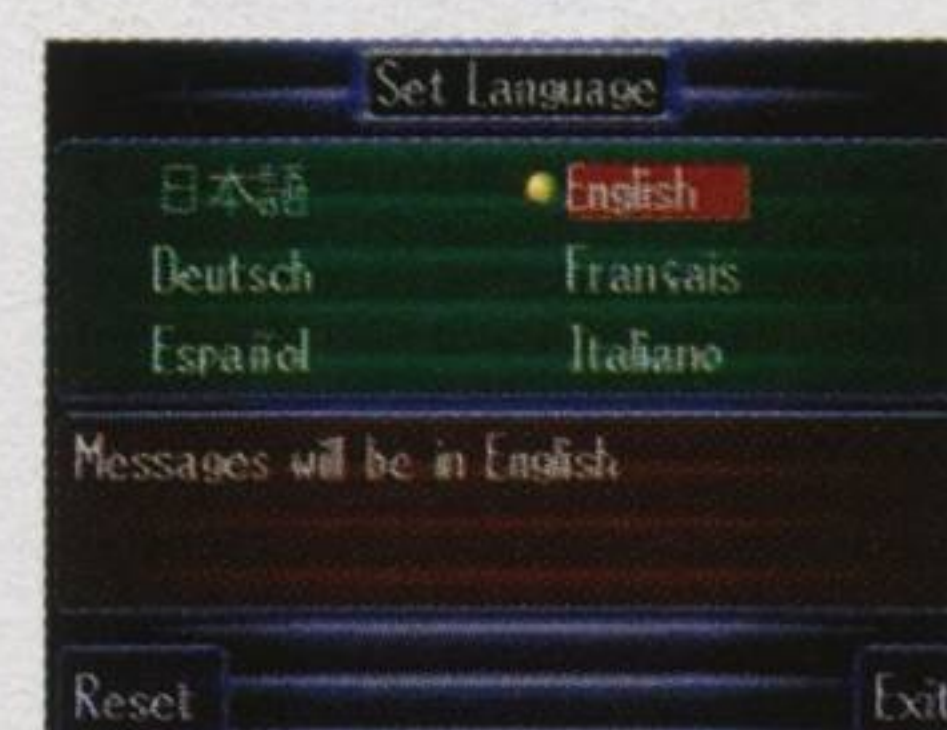 Set Language
日本語 English
Deutsch Français
Español Italiano
Messages will be in English
Reset Exit